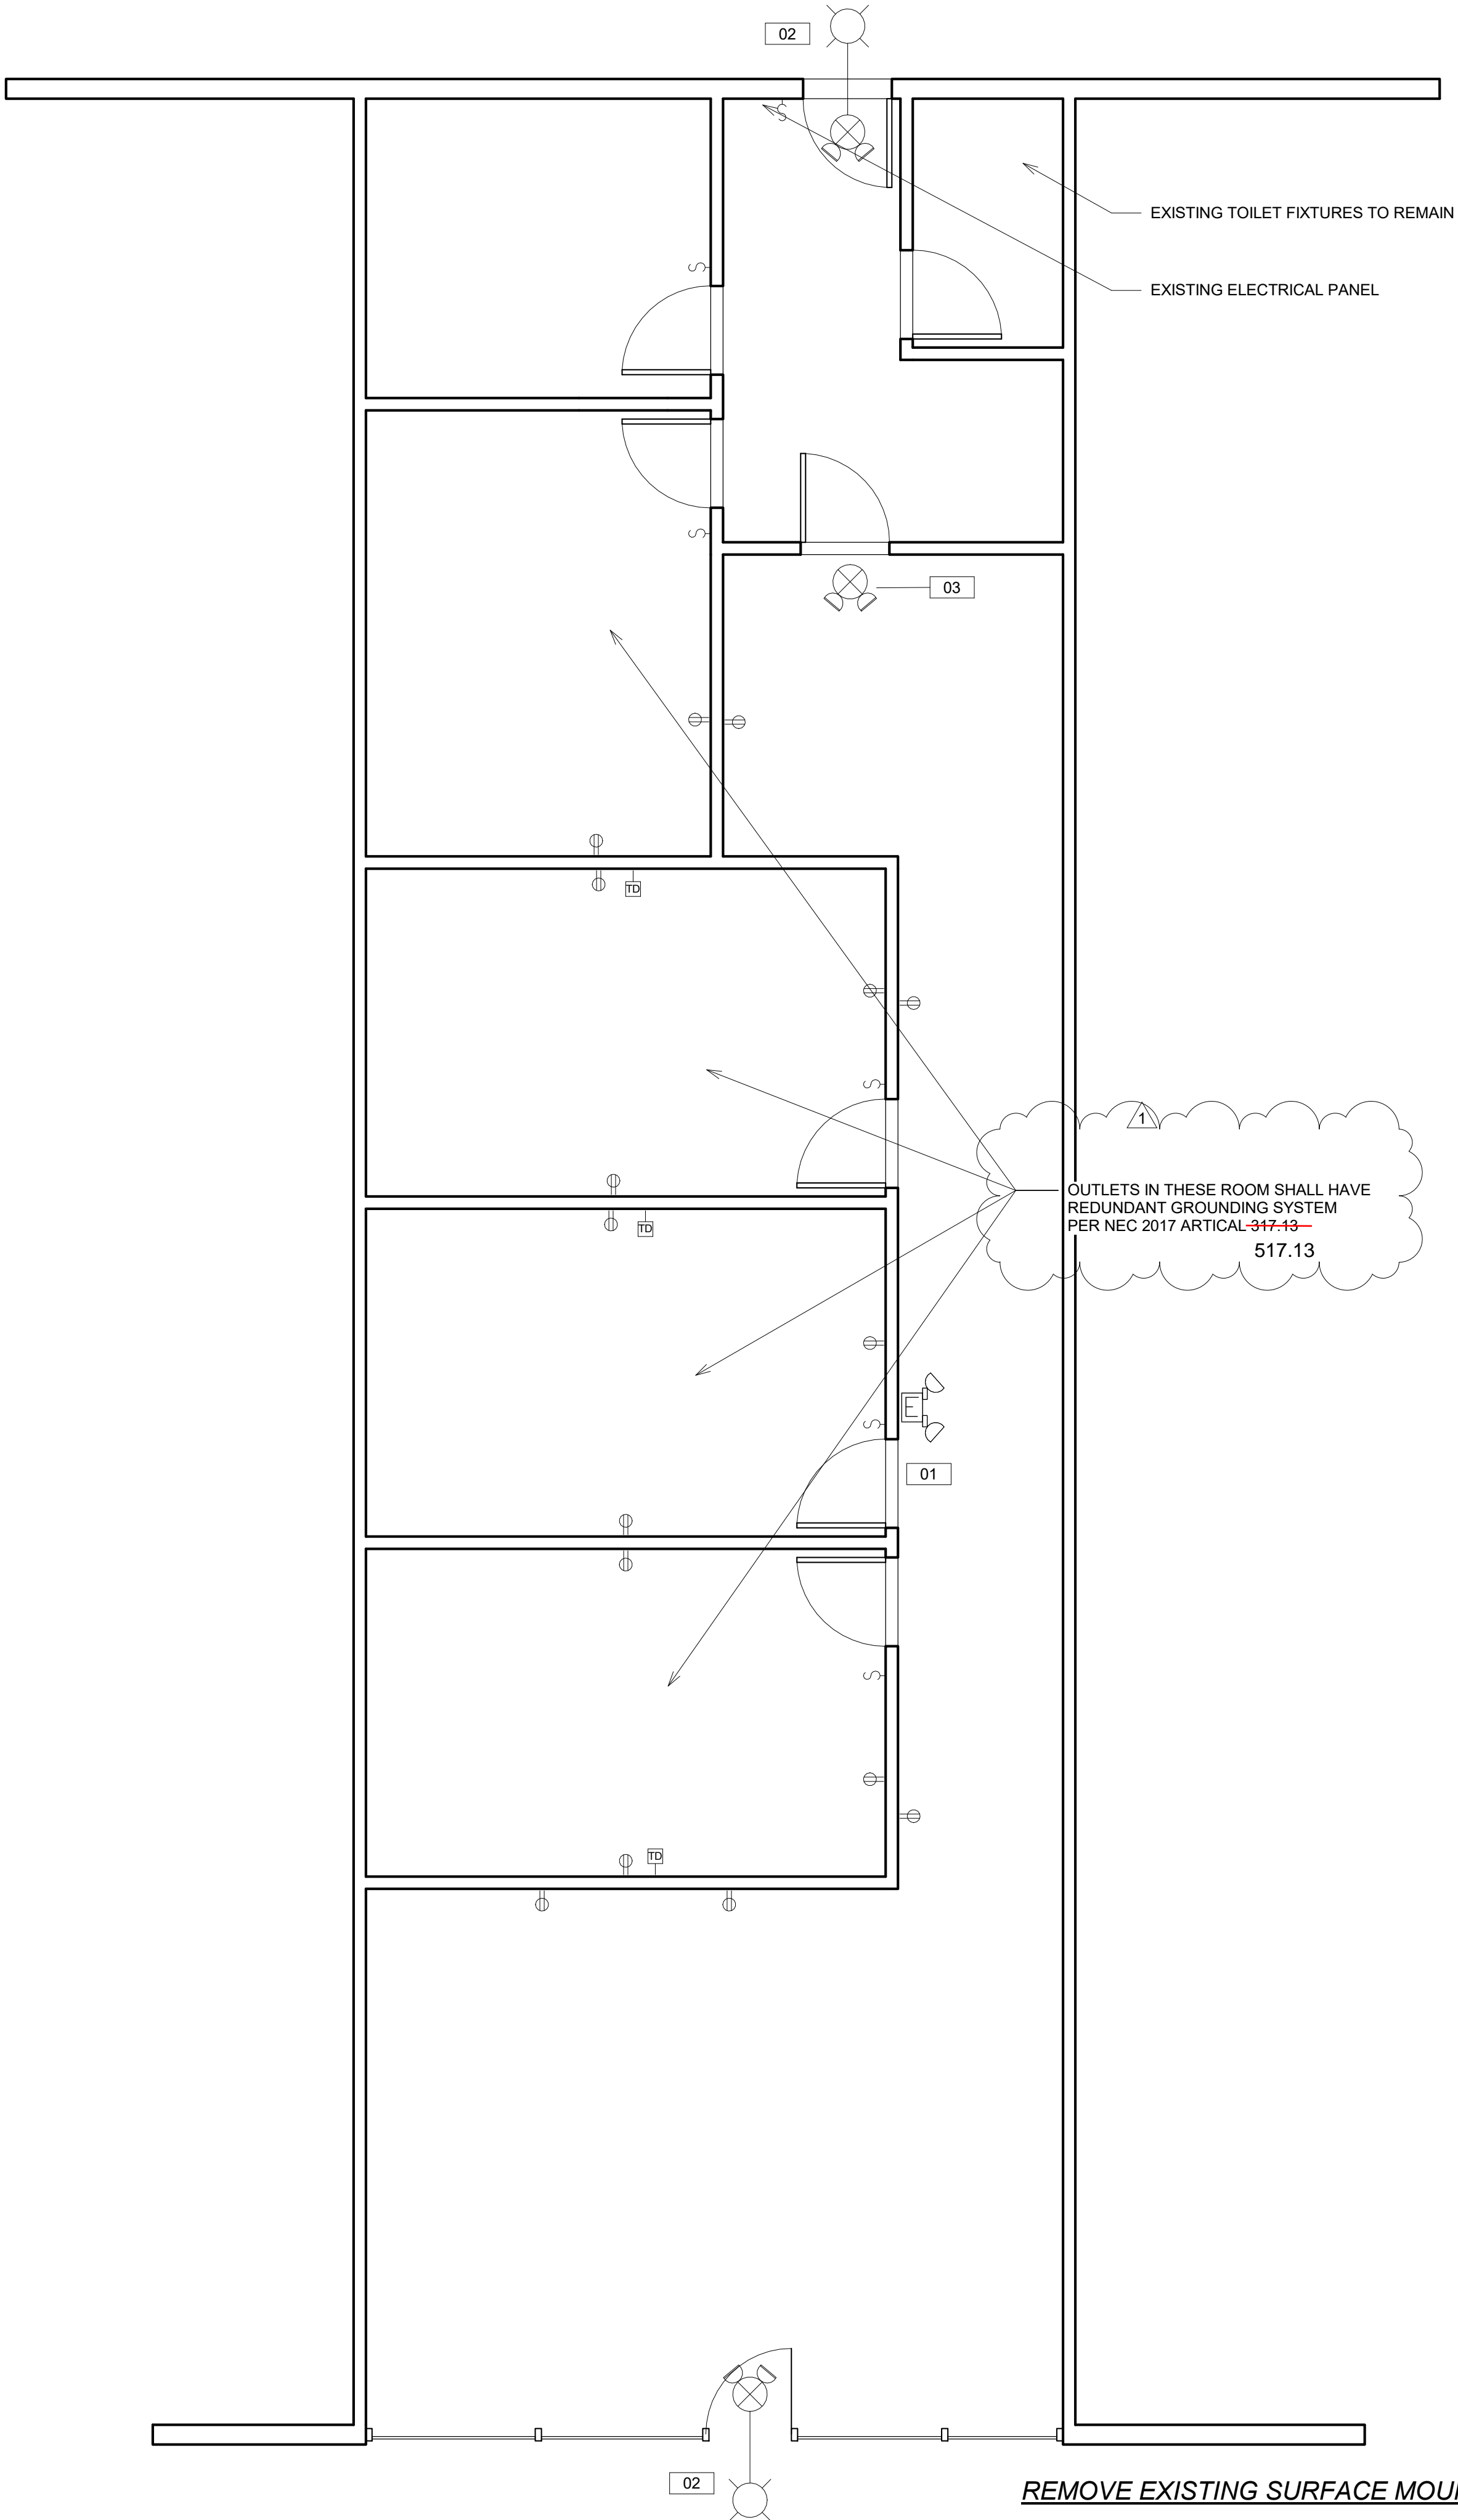 02
S
EXISTING TOILET FIXTURES TO REMAIN
S
EXISTING ELECTRICAL PANEL
S
03
TD
S
1
OUTLETS IN THESE ROOM SHALL HAVE
REDUNDANT GROUNDING SYSTEM
PER NEC 2017 ARTICAL 317.13
517.13
TD
E
S
01
S
TD
02
REMOVE EXISTING SURFACE